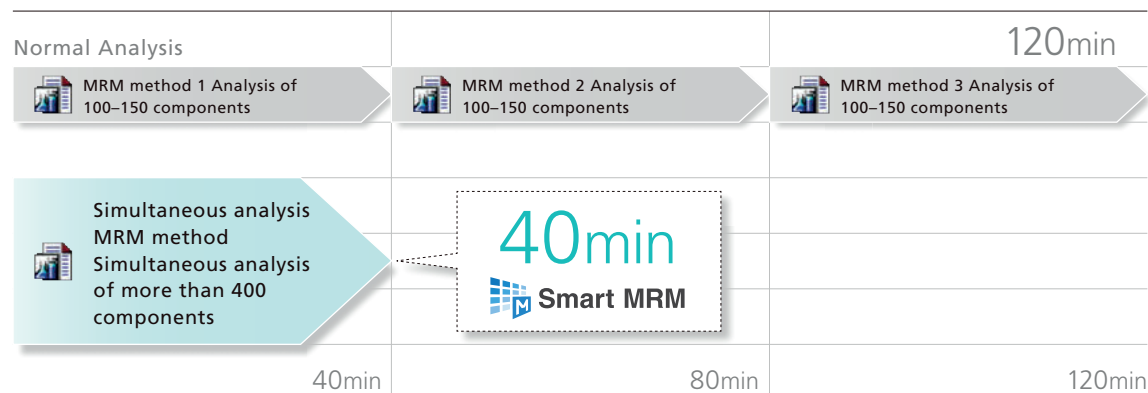 Normal Analysis
120min
MRM method 1 Analysis of
100–150 components
MRM method 2 Analysis of
100–150 components
MRM method 3 Analysis of
100–150 components
Simultaneous analysis
MRM method
Simultaneous analysis
of more than 400
components
40min
M Smart MRM
40min
80min
120min